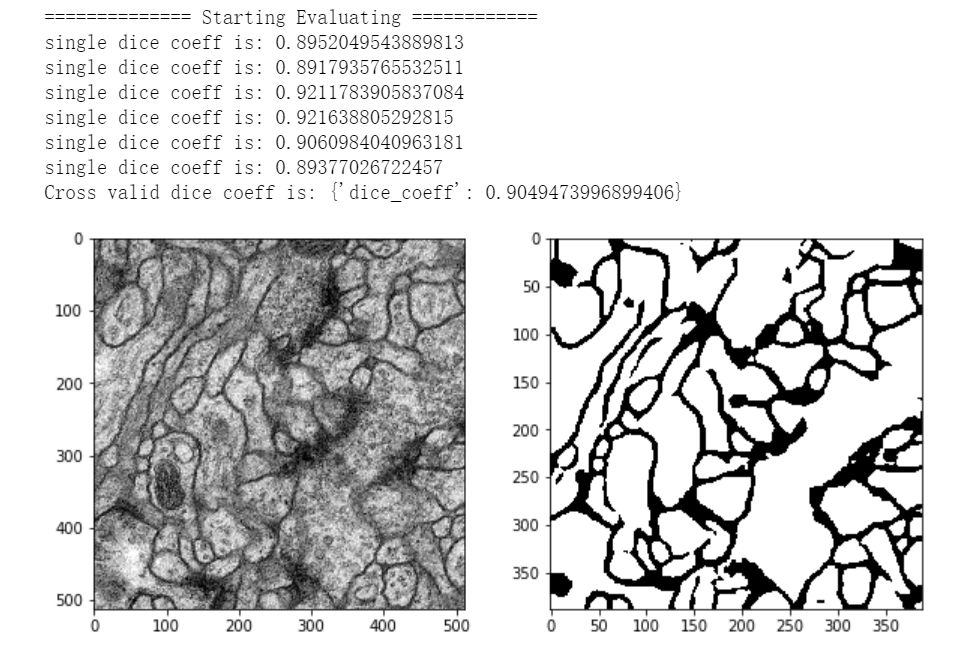 ============== Starting Evaluating ============
single dice coeff is: 0.8952049543889813
single dice coeff is: 0.8917935765532511
single dice coeff is: 0.9211783905837084
single dice coeff is: 0.921638805292815
single dice coeff is: 0.9060984040963181
single dice coeff is: 0.89377026722457
Cross valid dice coeff is: {'dice_coeff': 0.9049473996899406}
0
100
200
300
400
500
0 100 200 300 400 500
0
50
100
150
200
250
300
350
0 50 100 150 200 250 300 350